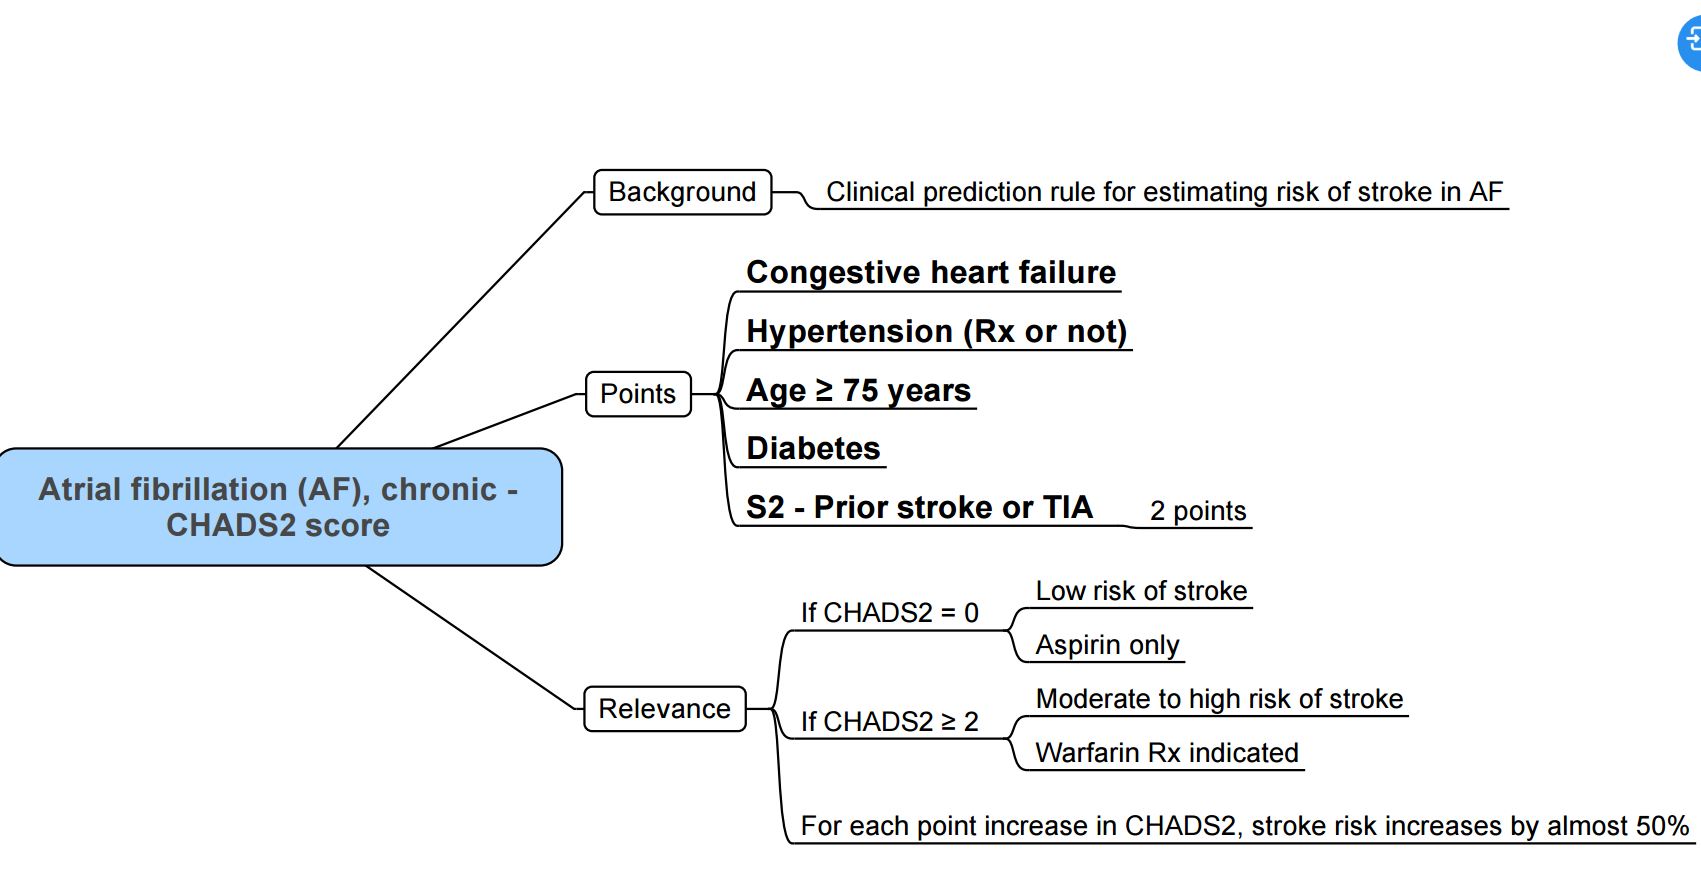 Background
Clinical prediction rule for estimating risk of stroke in AF
Points
Congestive heart failure
Hypertension (Rx or not)
Age ≥ 75 years
Diabetes
S2 - Prior stroke or TIA
2 points
Atrial fibrillation (AF), chronic -
CHADS2 score
Relevance
If CHADS2 = 0
Low risk of stroke
Aspirin only
If CHADS2 ≥ 2
Moderate to high risk of stroke
Warfarin Rx indicated
For each point increase in CHADS2, stroke risk increases by almost 50%